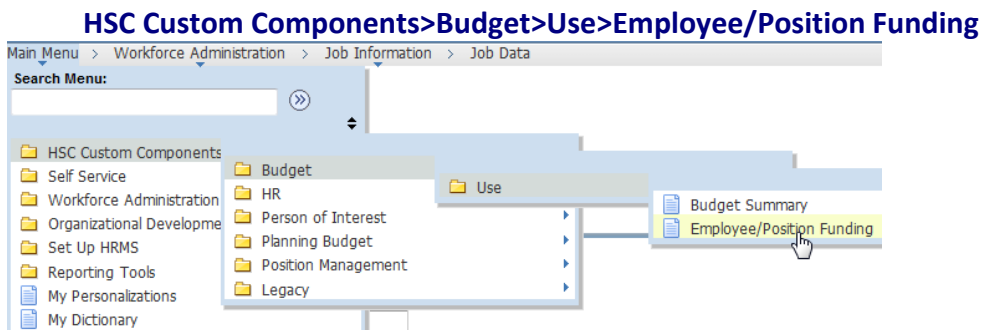 HSC Custom Components>Budget>Use>Employee/Position Funding
Main Menu > Workforce Administration > Job Information > Job Data
Search Menu:
HSC Custom Components
Self Service
Workforce Administration
Organizational Developme
Set Up HRMS
Reporting Tools
My Personalizations
My Dictionary
Budget
HR
Person of Interest
Planning Budget
Position Management
Legacy
Use
Budget Summary
Employee/Position Funding